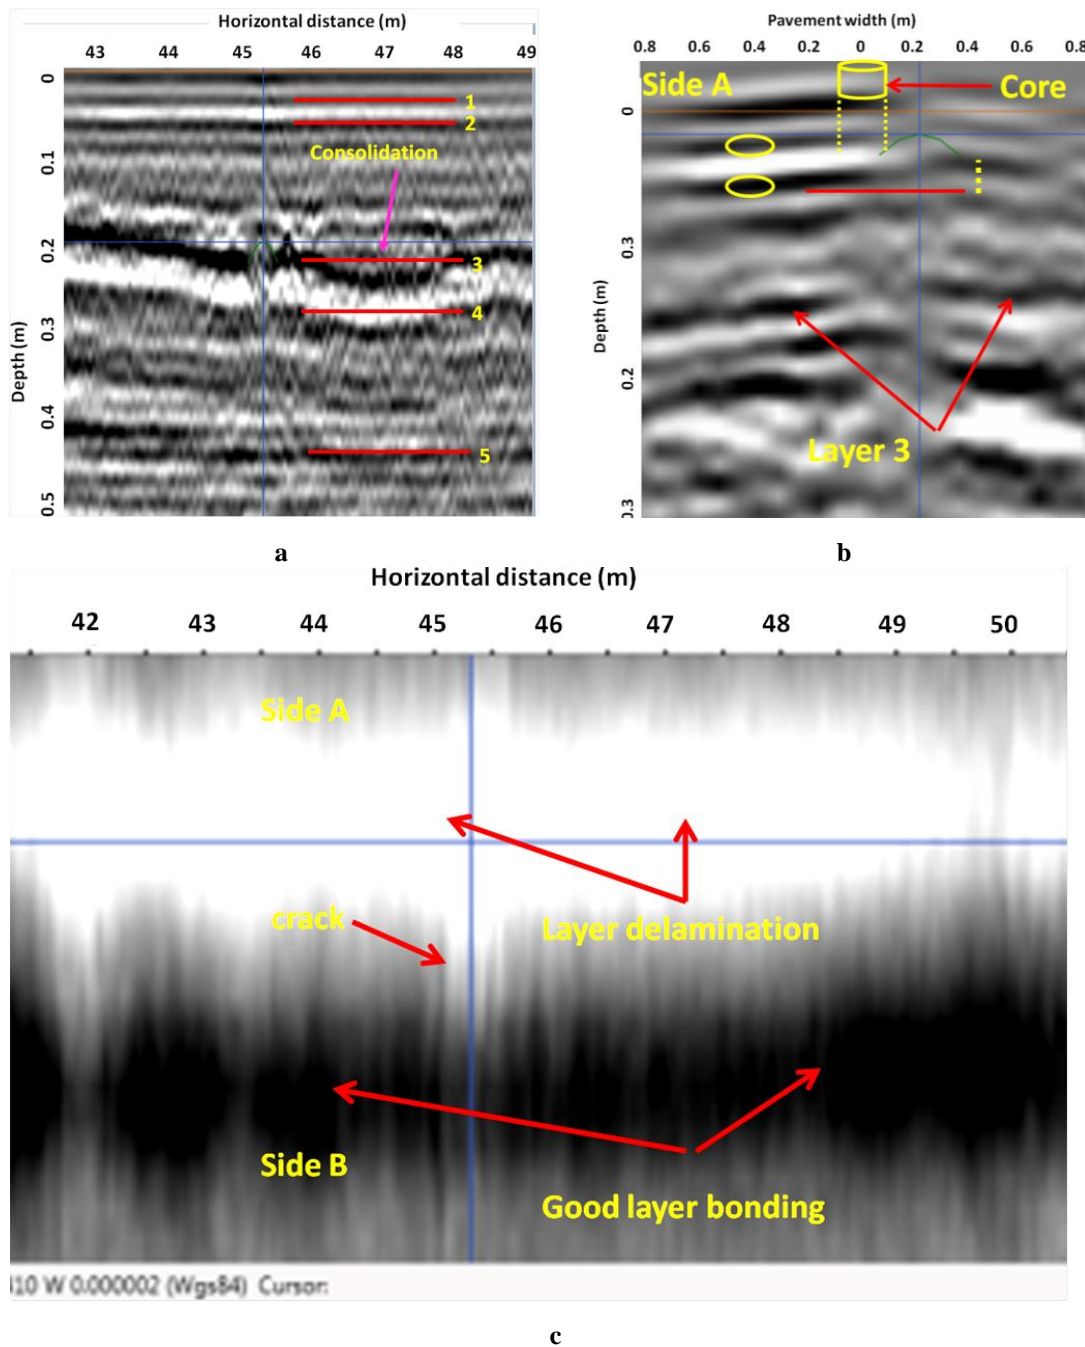 Horizontal distance (m)
43 44 45 46 47 48 49
Depth (m)
0
0.1
0.2
0.3
0.4
0.5
1
2
Consolidation
3
4
5
a
Pavement width (m)
0.8 0.6 0.4 0.2 0 0.2 0.4 0.6 0.8
Side A
Core
Depth (m)
0
0.3
0.2
0.3
Layer 3
b
Horizontal distance (m)
42 43 44 45 46 47 48 49 50
Side A
crack
Layer delamination
Side B
Good layer bonding
310 W 0.000002 (Wgs84) Cursor:
c